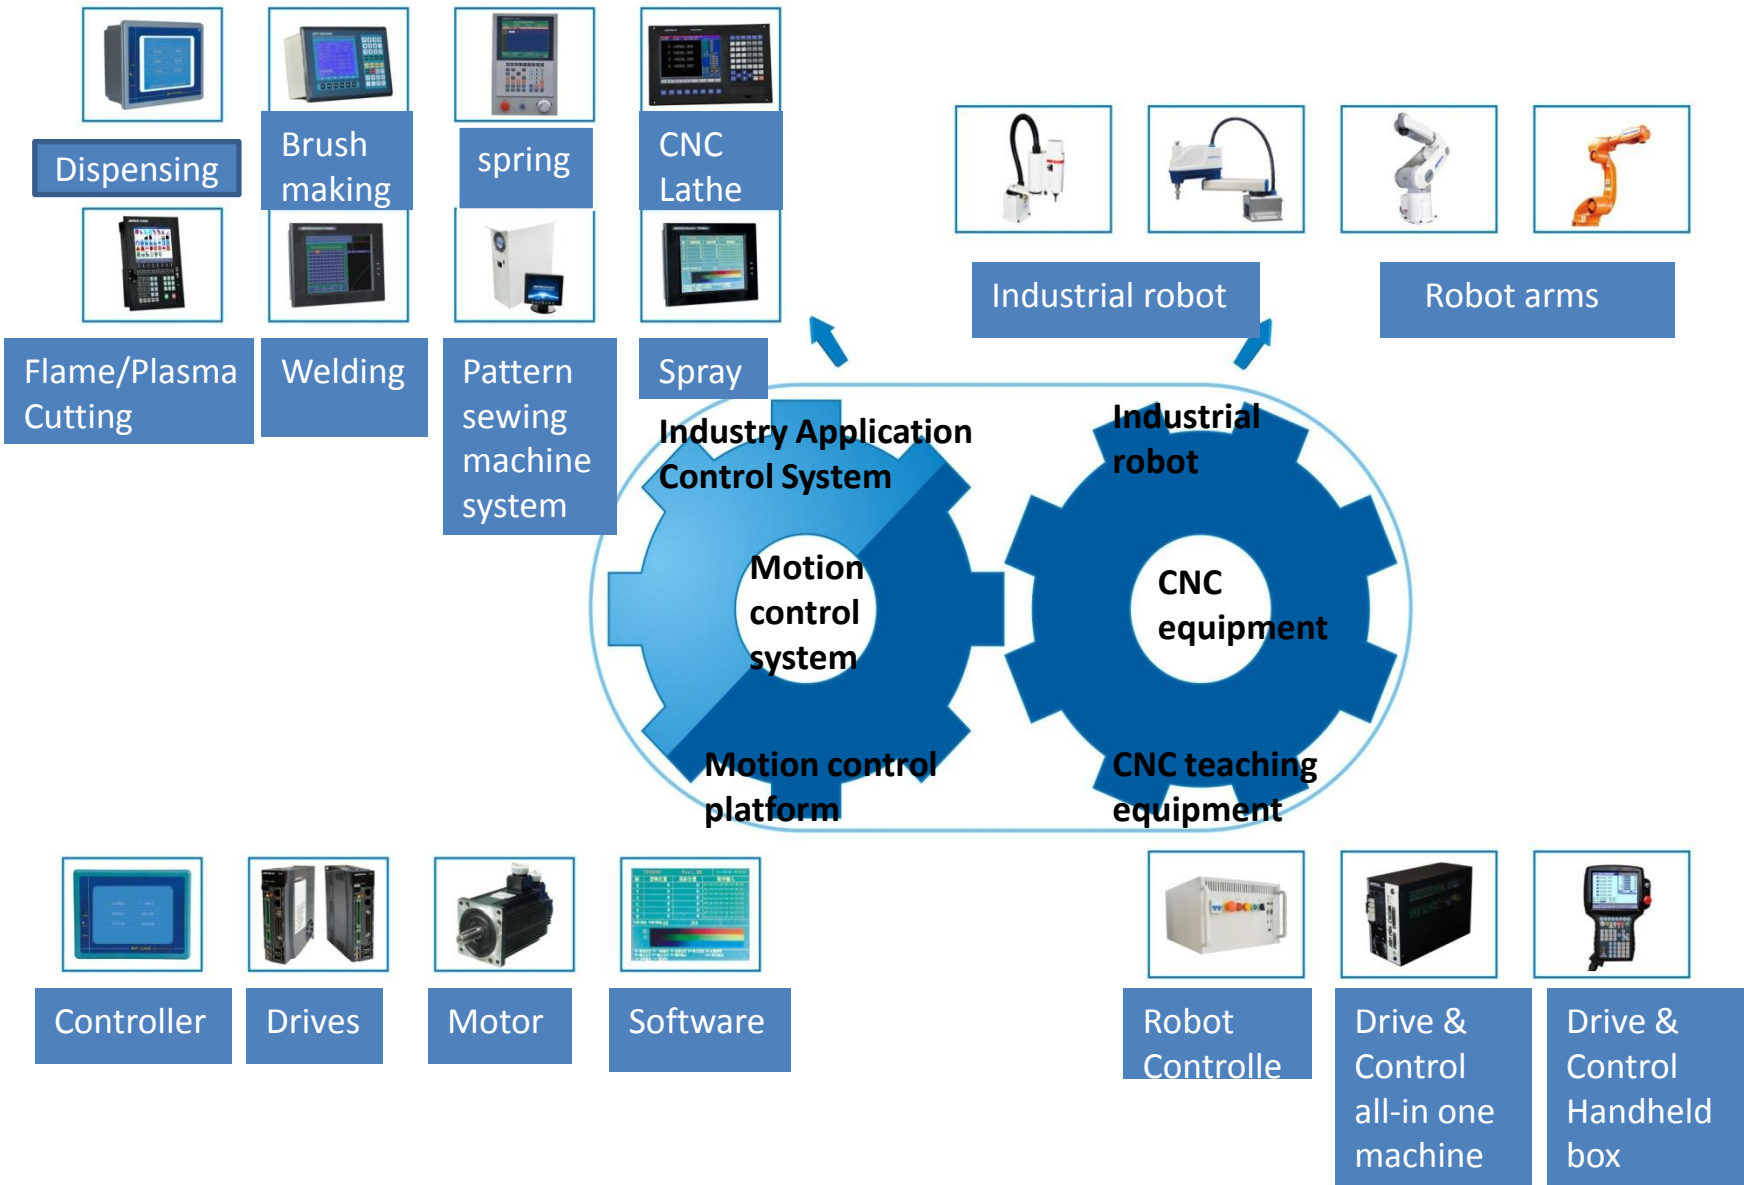 Dispensing
Brush
making
spring
CNC
Lathe
Flame/Plasma
Cutting
Welding
Pattern
sewing
machine
system
Spray
Industrial robot
Robot arms
Industry Application
Control System
Motion
control
system
Motion control
platform
Industrial
robot
CNC
equipment
CNC teaching
equipment
Controller
Drives
Motor
Software
Robot
Controlle
Drive &
Control
all-in one
machine
Drive &
Control
Handheld
box